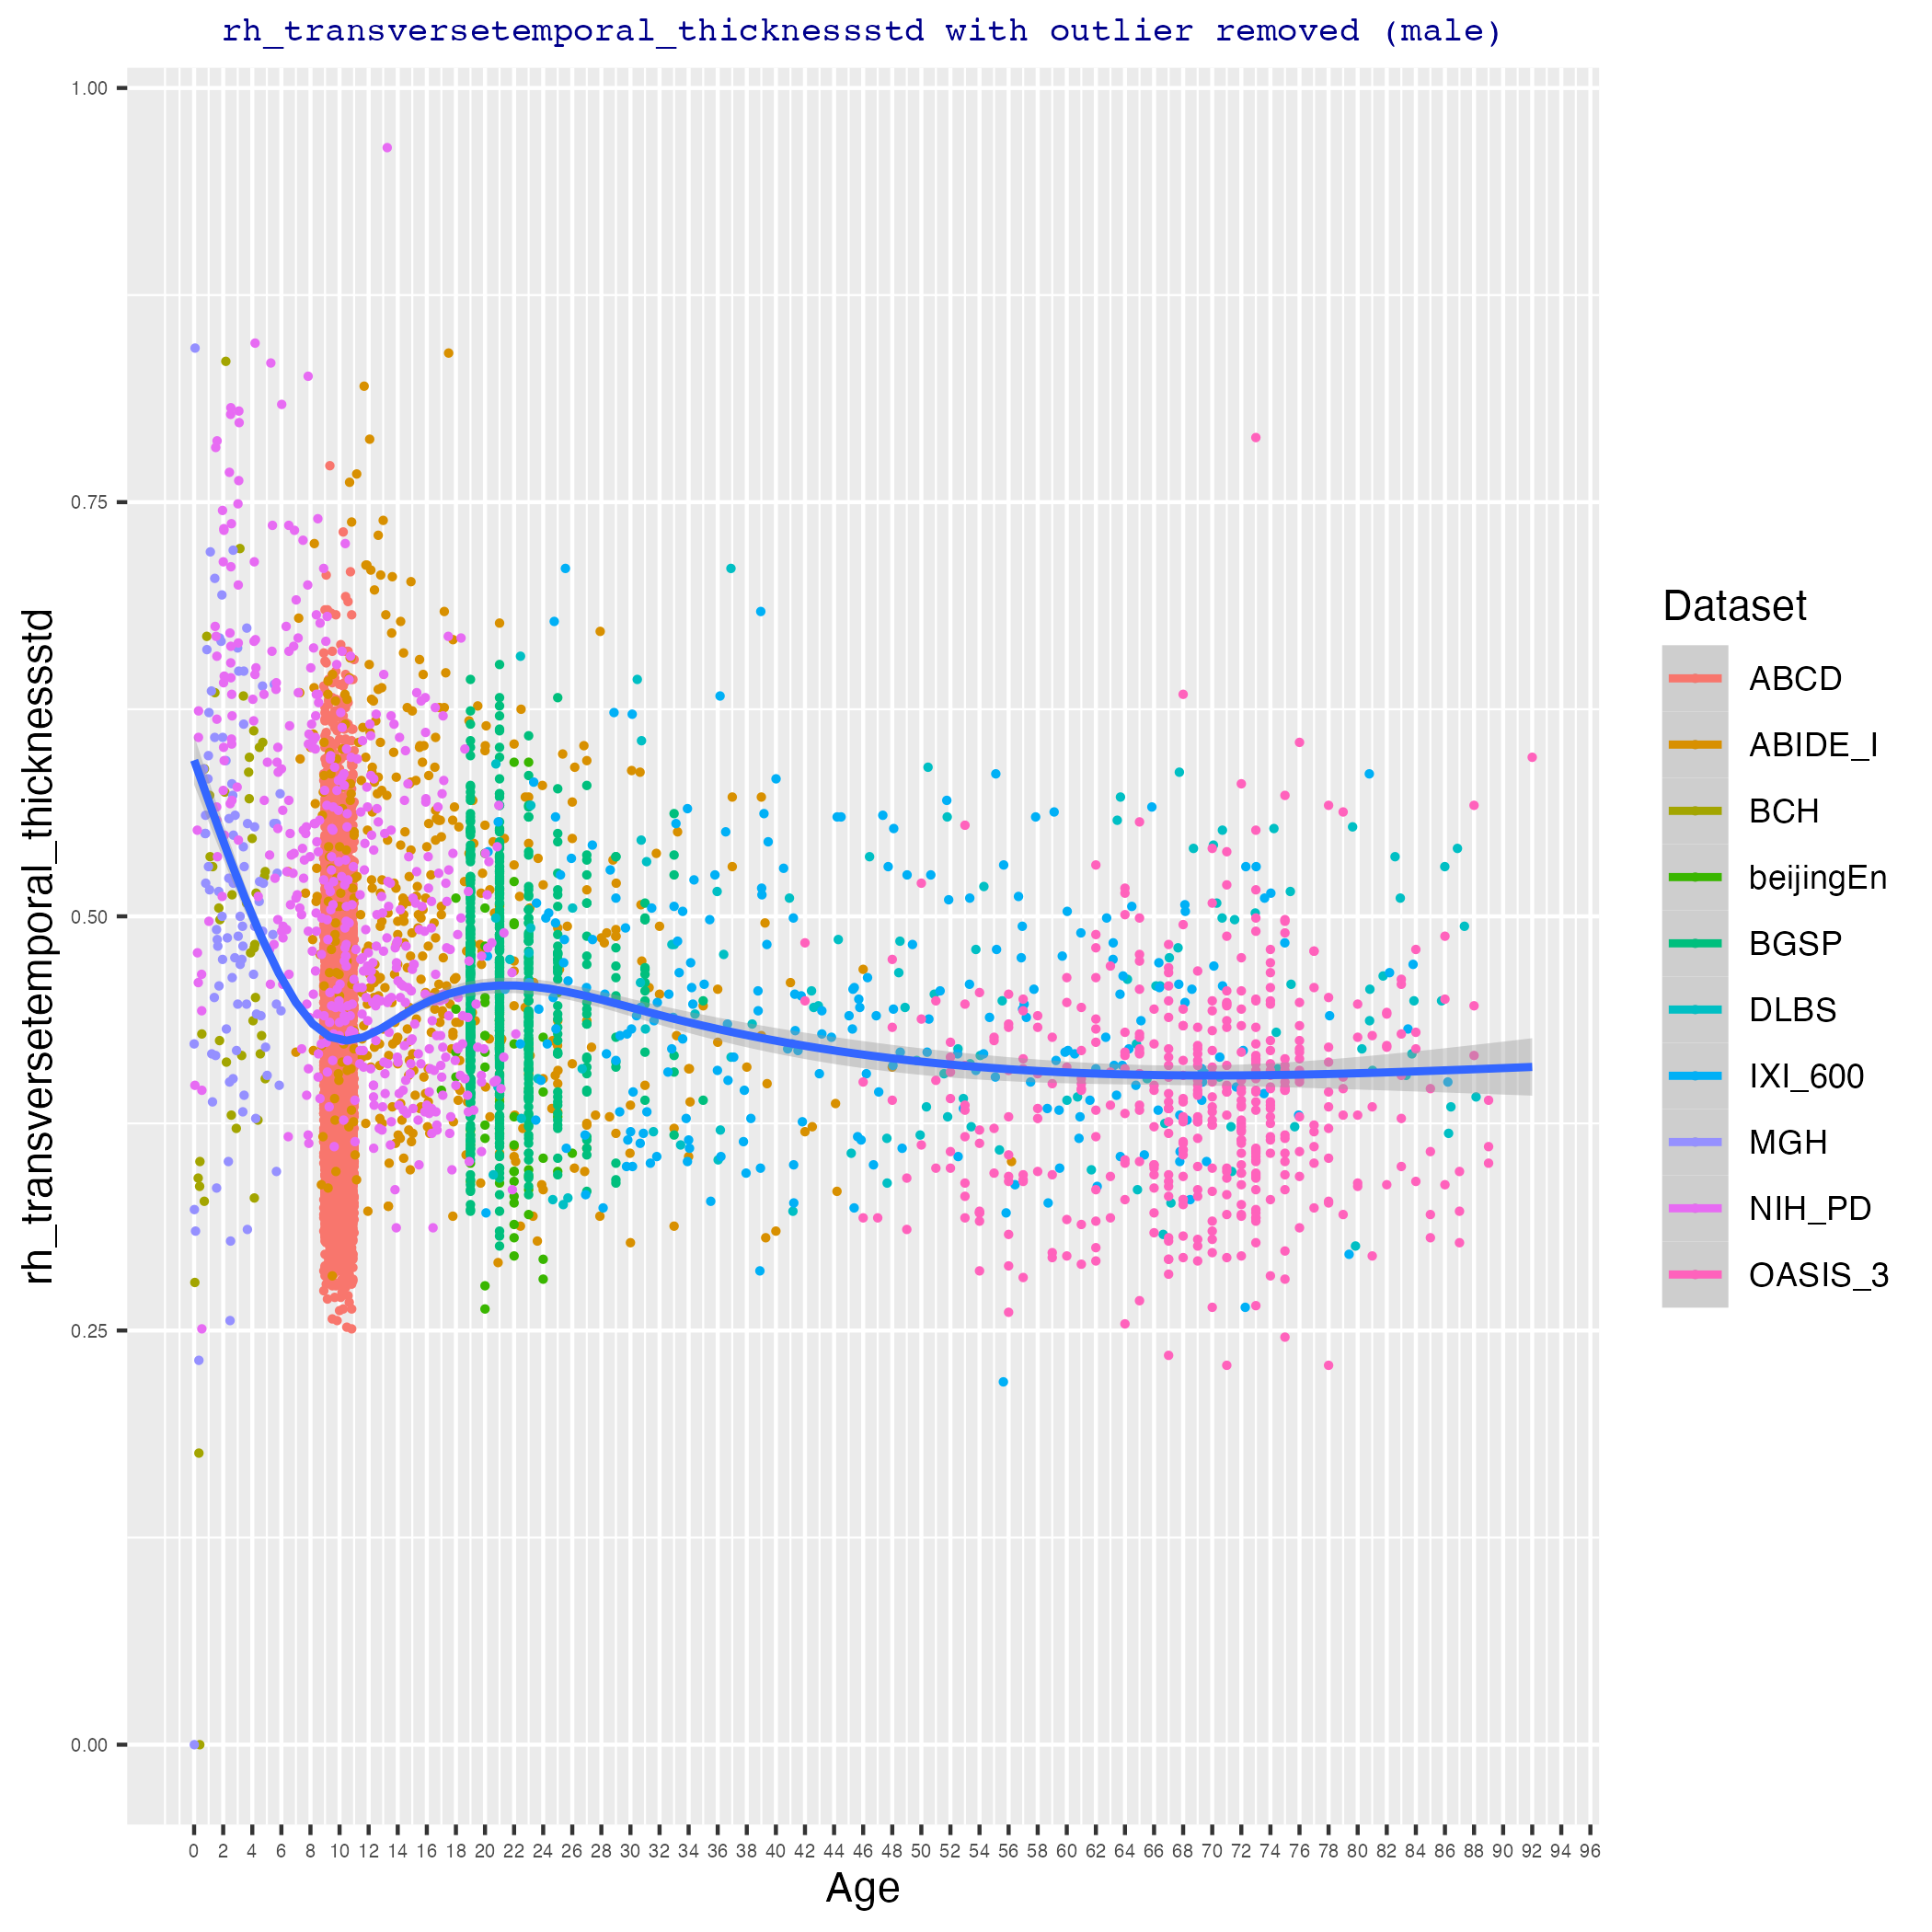 rh_transversetemporal_thicknessstd with outlier removed (male)
1.00
0.75
0.50
0.25
0.00
rh_transversetemporal_thicknessstd
0 2 4 6 8 10 12 14 16 18 20 22 24 26 28 30 32 34 36 38 40 42 44 46 48 50 52 54 56 58 60 62 64 66 68 70 72 74 76 78 80 82 84 86 88 90 92 94 96
Age
Dataset
ABCD
ABIDE_I
BCH
beijingEn
BGSP
DLBS
IXI_600
MGH
NIH_PD
OASIS_3